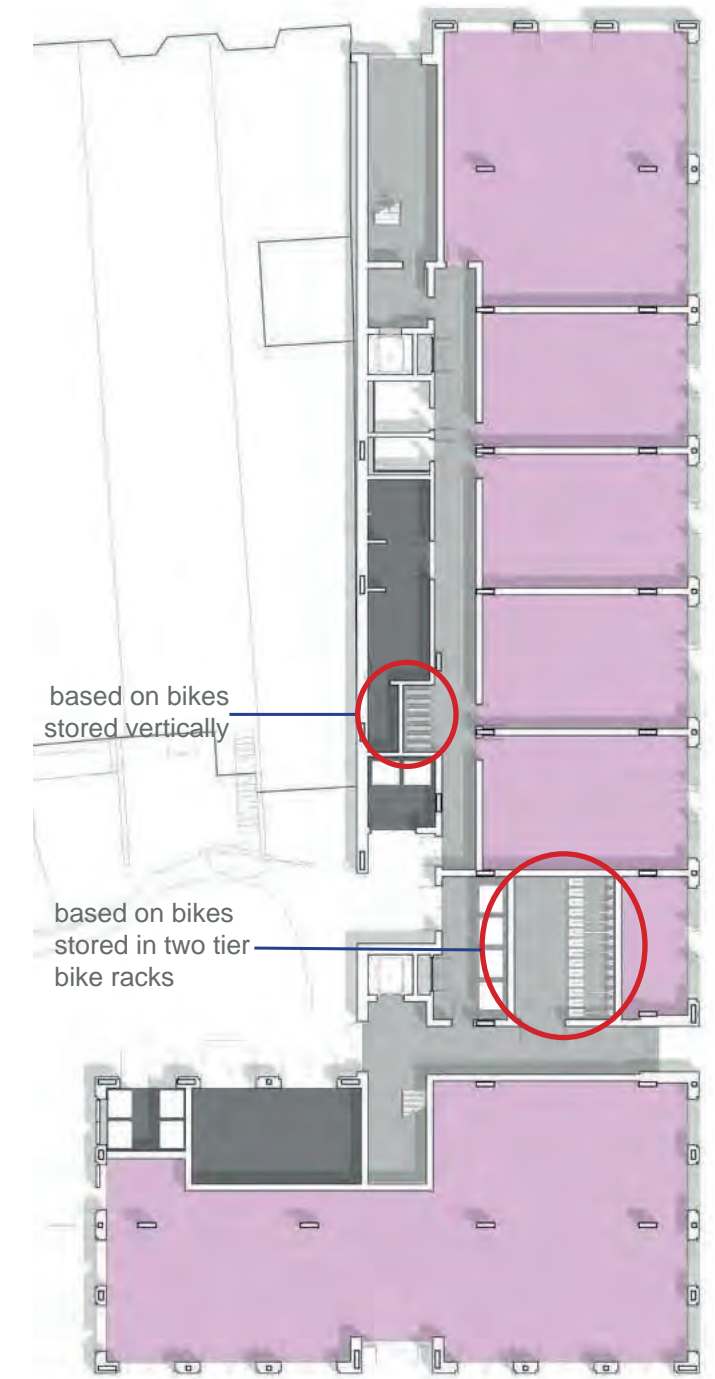 based on bikes
stored vertically
based on bikes
stored in two tier
bike racks